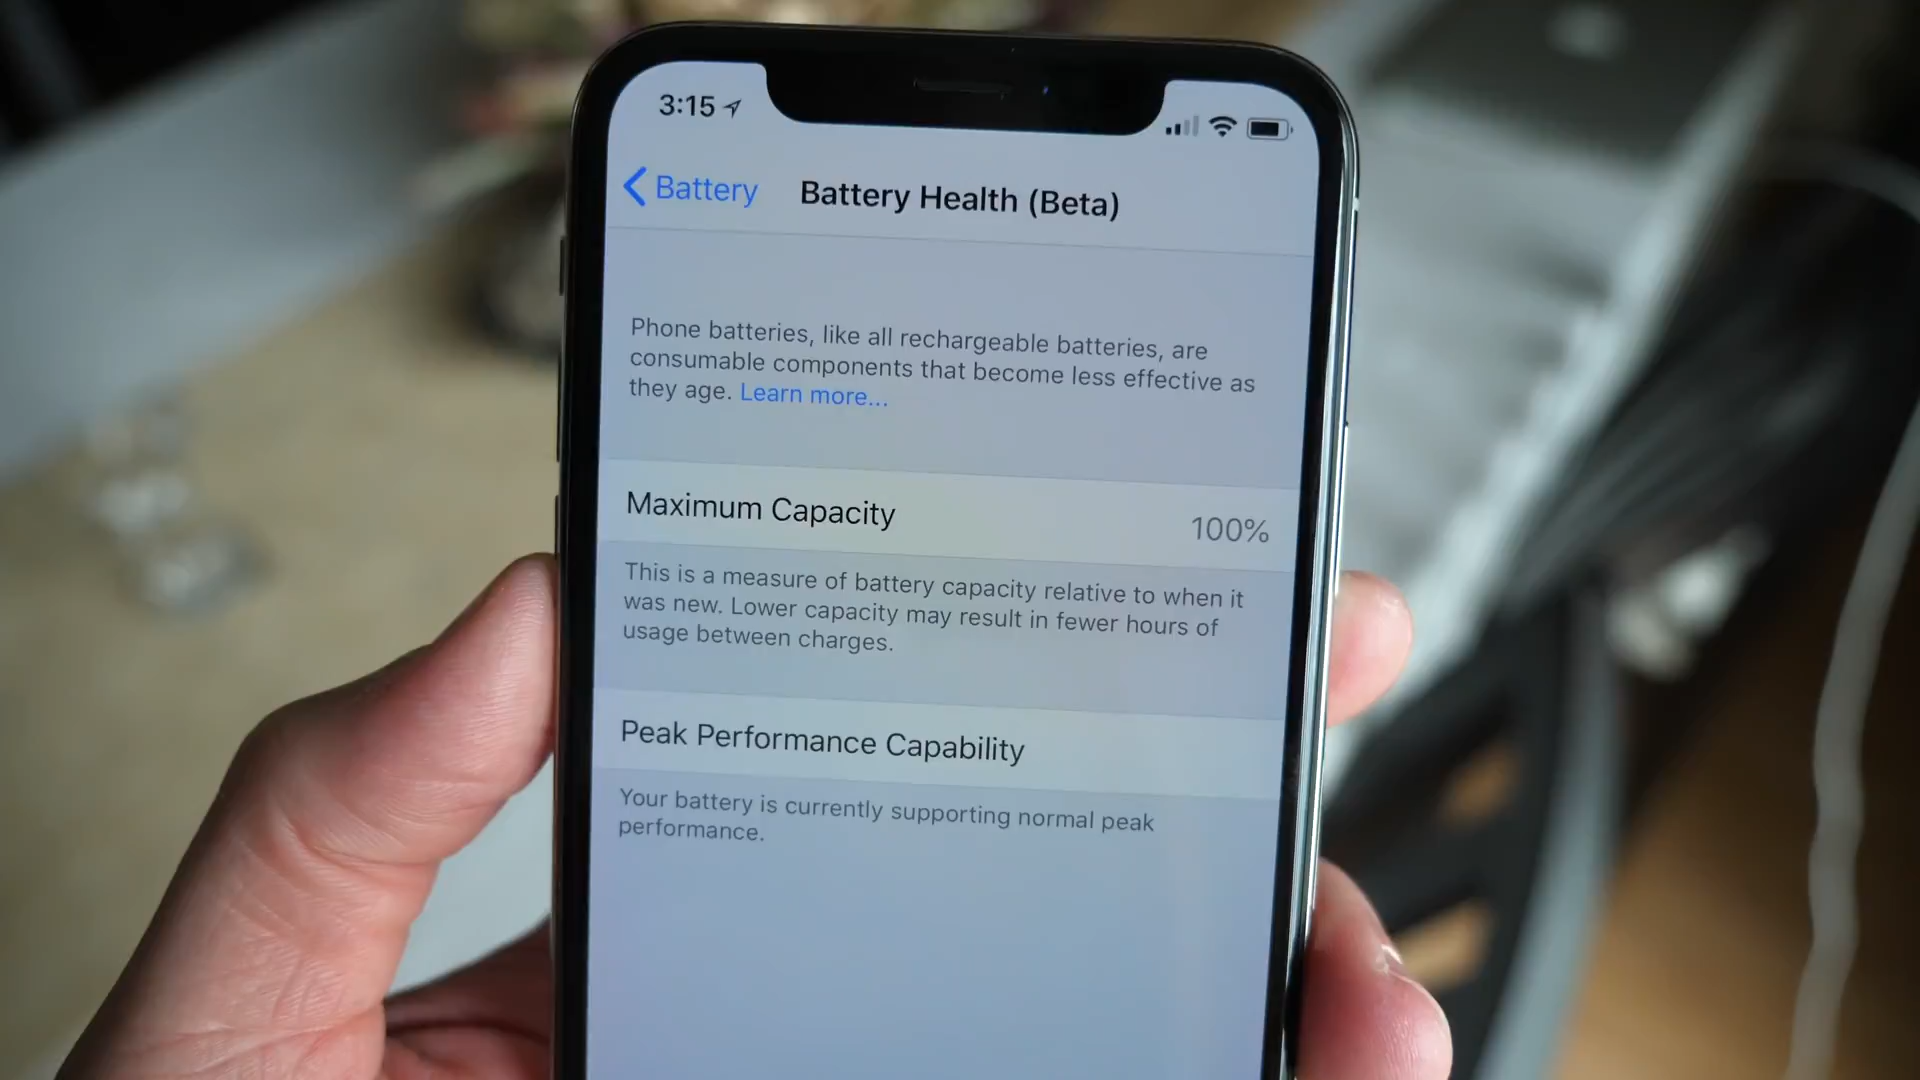 3:15
Battery
Battery Health (Beta)
Phone batteries, like all rechargeable batteries, are
consumable components that become less effective as
they age. Learn more...
Maximum Capacity
100%
This is a measure of battery capacity relative to when it
was new. Lower capacity may result in fewer hours of
usage between charges.
Peak Performance Capability
Your battery is currently supporting normal peak
performance.